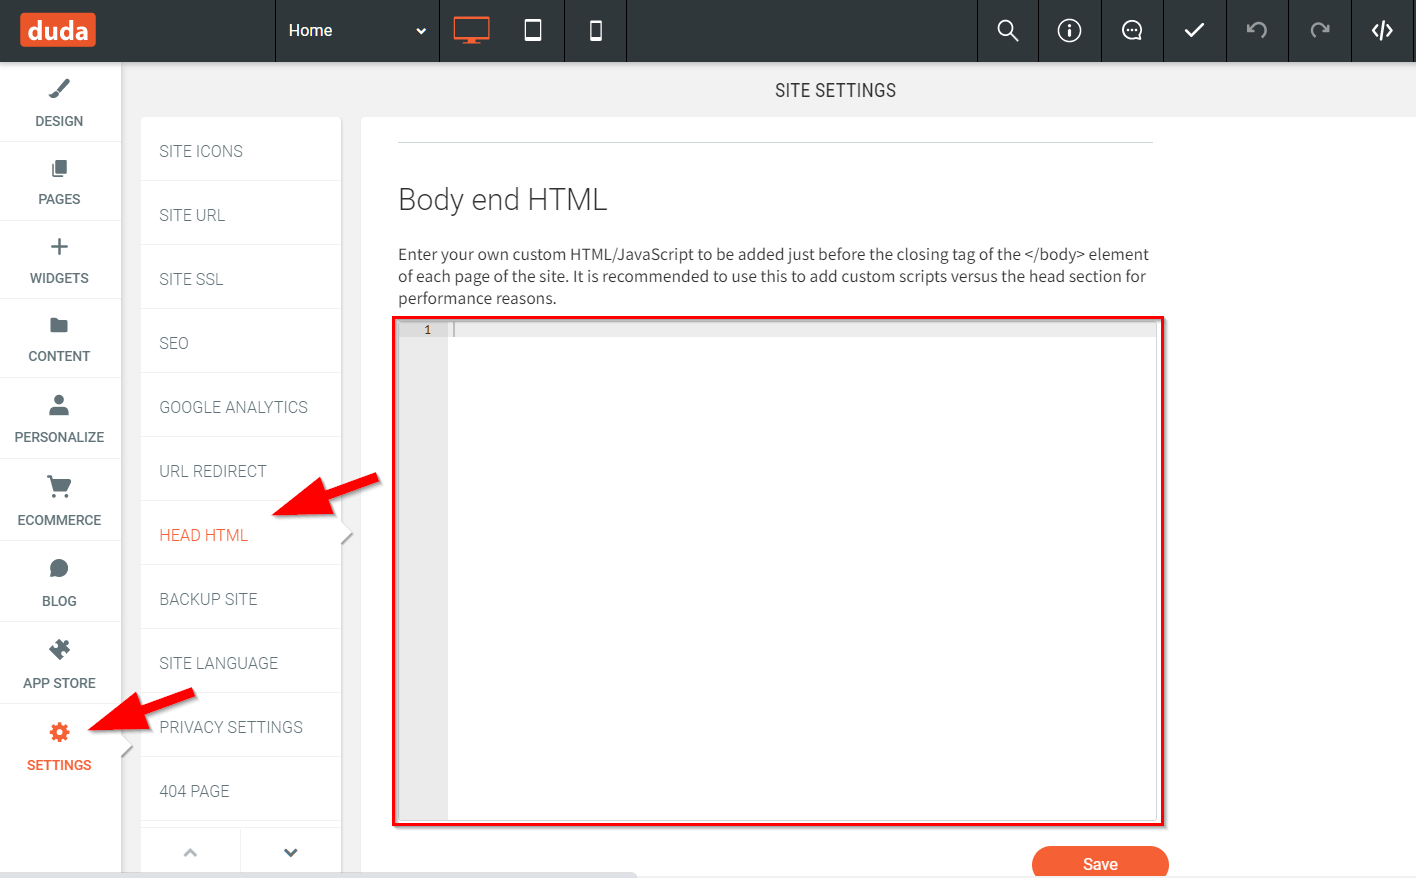 duda
Home
SITE SETTINGS
DESIGN
PAGES
WIDGETS
CONTENT
PERSONALIZE
ECOMMERCE
BLOG
APP STORE
SETTINGS
SITE ICONS
SITE URL
SITE SSL
SEO
GOOGLE ANALYTICS
URL REDIRECT
HEAD HTML
BACKUP SITE
SITE LANGUAGE
PRIVACY SETTINGS
404 PAGE
Body end HTML
Enter your own custom HTML/JavaScript to be added just before the closing tag of the </body> element
of each page of the site. It is recommended to use this to add custom scripts versus the head section for
performance reasons.
1
Save